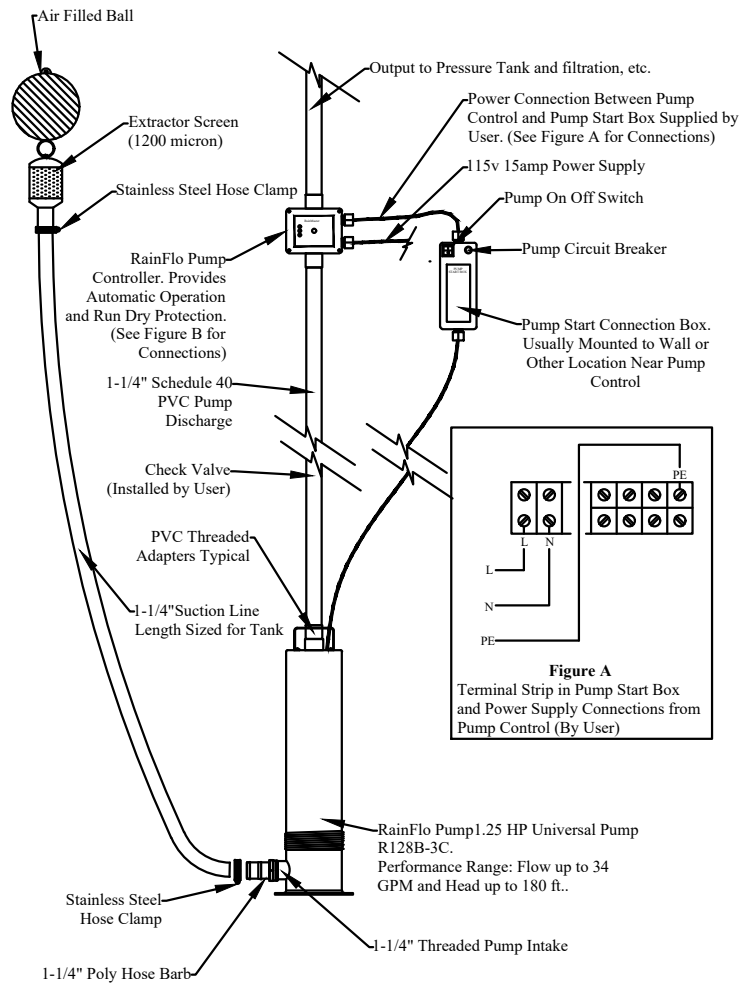 Air Filled Ball
Output to Pressure Tank and filtration, etc.
Power Connection Between Pump
Control and Pump Start Box Supplied by
User. (See Figure A for Connections)
Extractor Screen
(1200 micron)
115v 15amp Power Supply
Stainless Steel Hose Clamp
Pump On Off Switch
RainFlo Pump
Controller. Provides
Automatic Operation
and Run Dry Protection.
(See Figure B for
Connections)
Pump Circuit Breaker
PUMP
START BOX
Pump Start Connection Box.
Usually Mounted to Wall or
Other Location Near Pump
Control
1-1/4" Schedule 40
PVC Pump
Discharge
Check Valve
(Installed by User)
PVC Threaded
Adapters Typical
1-1/4"Suction Line
Length Sized for Tank
PE
L N
L
N
PE
Figure A
Terminal Strip in Pump Start Box
and Power Supply Connections from
Pump Control (By User)
RainFlo Pump1.25 HP Universal Pump
R128B-3C.
Performance Range: Flow up to 34
GPM and Head up to 180 ft..
Stainless Steel
Hose Clamp
1-1/4" Threaded Pump Intake
1-1/4" Poly Hose Barb